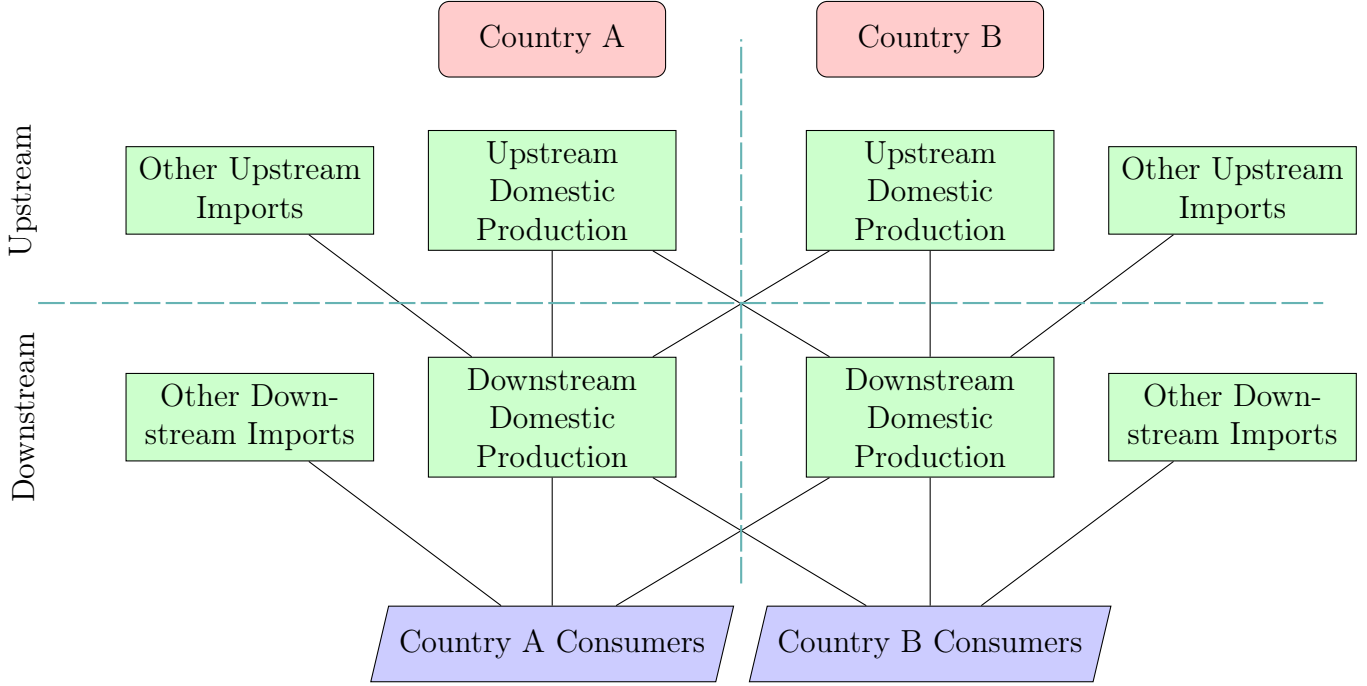 Country A
Country B
Upstream
Other Upstream
Imports
Upstream
Domestic
Production
Upstream
Domestic
Production
Other Upstream
Imports
Downstream
Other Down-
stream Imports
Downstream
Domestic
Production
Downstream
Domestic
Production
Other Down-
stream Imports
Country A Consumers
Country B Consumers